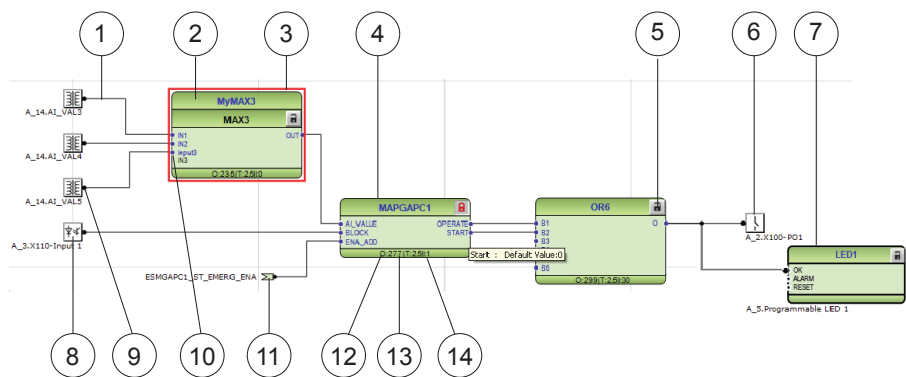 1 2 3 4 5 6 7
MyMAX3
MAX3
IN1 OUT
IN2
Input3
IN3
O:235|T:2.5|I:0
A_14.AI_VAL3
A_14.AI_VAL4
A_14.AI_VAL5
A_3.X110-Input 1
MAPGAPC1
AI_VALUE OPERATE
BLOCK START
ENA_ADD
O:277|T:2.5|I:1
Start : Default Value:0
ESMGAPC1_ST_EMERG_ENA
OR6
B1 O
B2
B3
B6
O:299|T:2.5|I:30
A_2.X100-PO1
LED1
OK
ALARM
RESET
A_5.Programmable LED 1
8 9 10 11 12 13 14